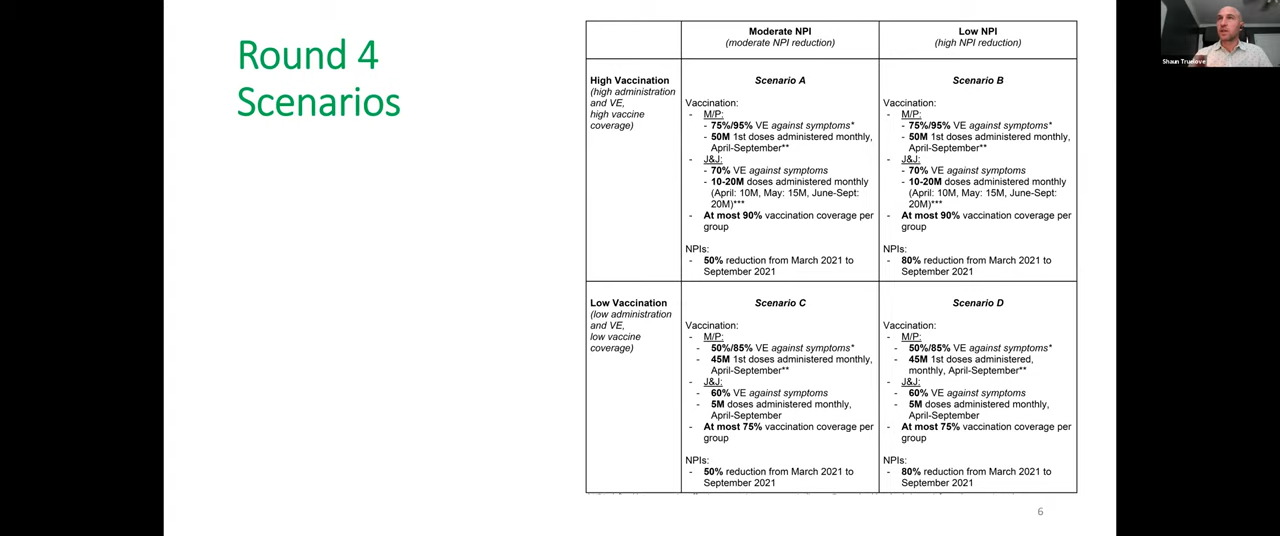 Round 4
Scenarios
Moderate NPI
(moderate NPI reduction)
Low NPI
(high NPI reduction)
High Vaccination
(high administration
and VE,
high vaccine
coverage)
Scenario A
Vaccination:
- M/P:
- 75%/95% VE against symptoms*
- 50M 1st doses administered monthly,
April-September**
- J&J:
- 70% VE against symptoms
- 10-20M doses administered monthly
(April: 10M, May: 15M, June-Sept:
20M)***
- At most 90% vaccination coverage per
group
NPIs:
- 50% reduction from March 2021 to
September 2021
Scenario B
Vaccination:
- M/P:
- 75%/95% VE against symptoms*
- 50M 1st doses administered monthly,
April-September**
- J&J:
- 70% VE against symptoms
- 10-20M doses administered monthly
(April: 10M, May: 15M, June-Sept:
20M)***
- At most 90% vaccination coverage per
group
NPIs:
- 80% reduction from March 2021 to
September 2021
Low Vaccination
(low administration
and VE,
low vaccine
coverage)
Scenario C
Vaccination:
- M/P:
- 50%/85% VE against symptoms*
- 45M 1st doses administered monthly,
April-September**
- J&J:
- 60% VE against symptoms
- 5M doses administered monthly,
April-September
- At most 75% vaccination coverage per
group
NPIs:
- 50% reduction from March 2021 to
September 2021
Scenario D
Vaccination:
- M/P:
- 50%/85% VE against symptoms*
- 45M 1st doses administered,
monthly, April-September**
- J&J:
- 60% VE against symptoms
- 5M doses administered monthly,
April-September
- At most 75% vaccination coverage per
group
NPIs:
- 80% reduction from March 2021 to
September 2021
6
Shaun Truelove